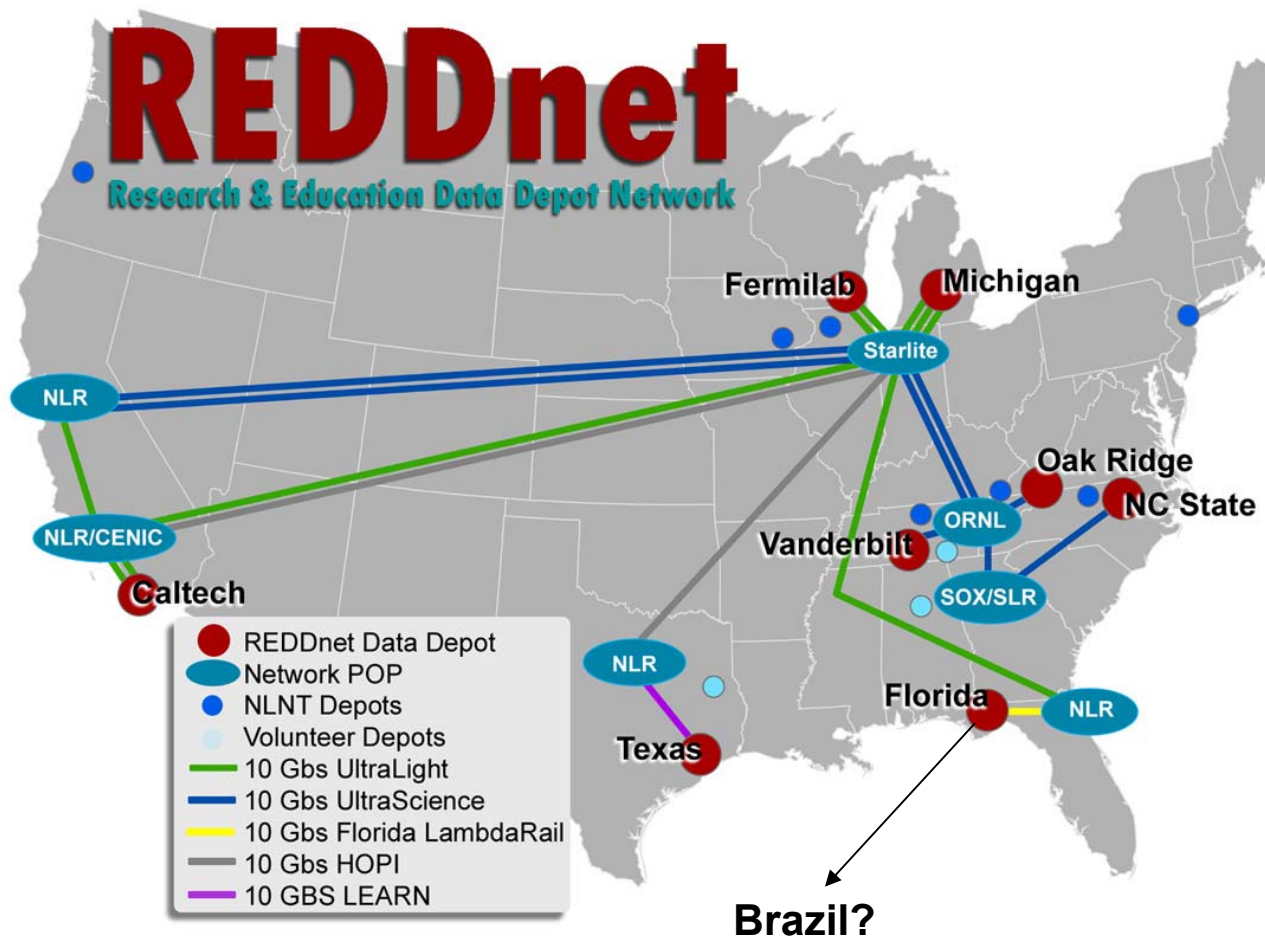 REDDnet
Research & Education Data Depot Network
Fermilab
Michigan
Starlite
NLR
Oak Ridge
NC State
ORNL
Vanderbilt
NLR/CENIC
Caltech
SOX/SLR
REDDnet Data Depot
Network POP
NLNT Depots
Volunteer Depots
10 Gbs UltraLight
10 Gbs UltraScience
10 Gbs Florida LambdaRail
10 Gbs HOPI
10 GBS LEARN
NLR
Texas
Florida
NLR
Brazil?